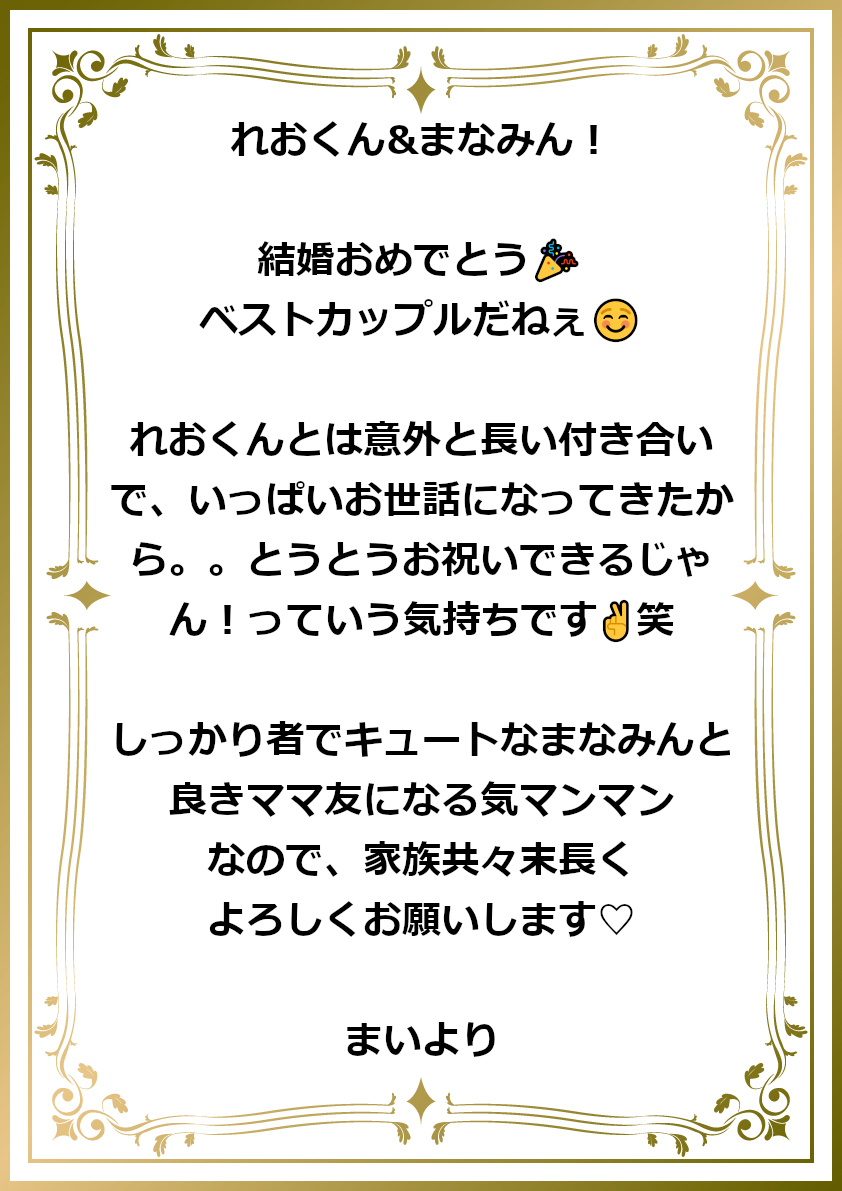 れおくん&まなみん！
結婚おめでとう🎉
ベストカップルだねぇ☺️
れおくんとは意外と長い付き合い
で、いっぱいお世話になってきたか
ら。。とうとうお祝いできるじゃ
ん！っていう気持ちです✌️笑
しっかり者でキュートなまなみんと
良きママ友になる気マンマン
なので、家族共々末長く
よろしくお願いします♡
まいより